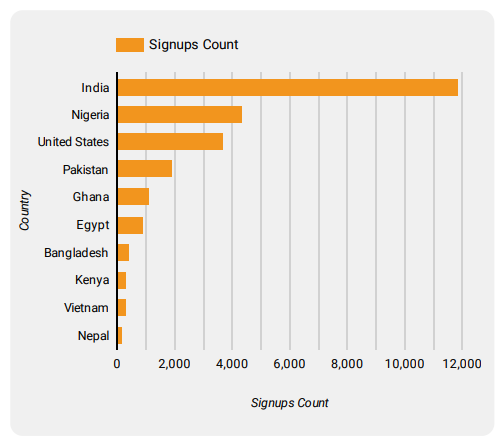 Signups Count
India
Nigeria
United States
Pakistan
Ghana
Egypt
Bangladesh
Kenya
Vietnam
Nepal
Country
0 2,000 4,000 6,000 8,000 10,000 12,000
Signups Count